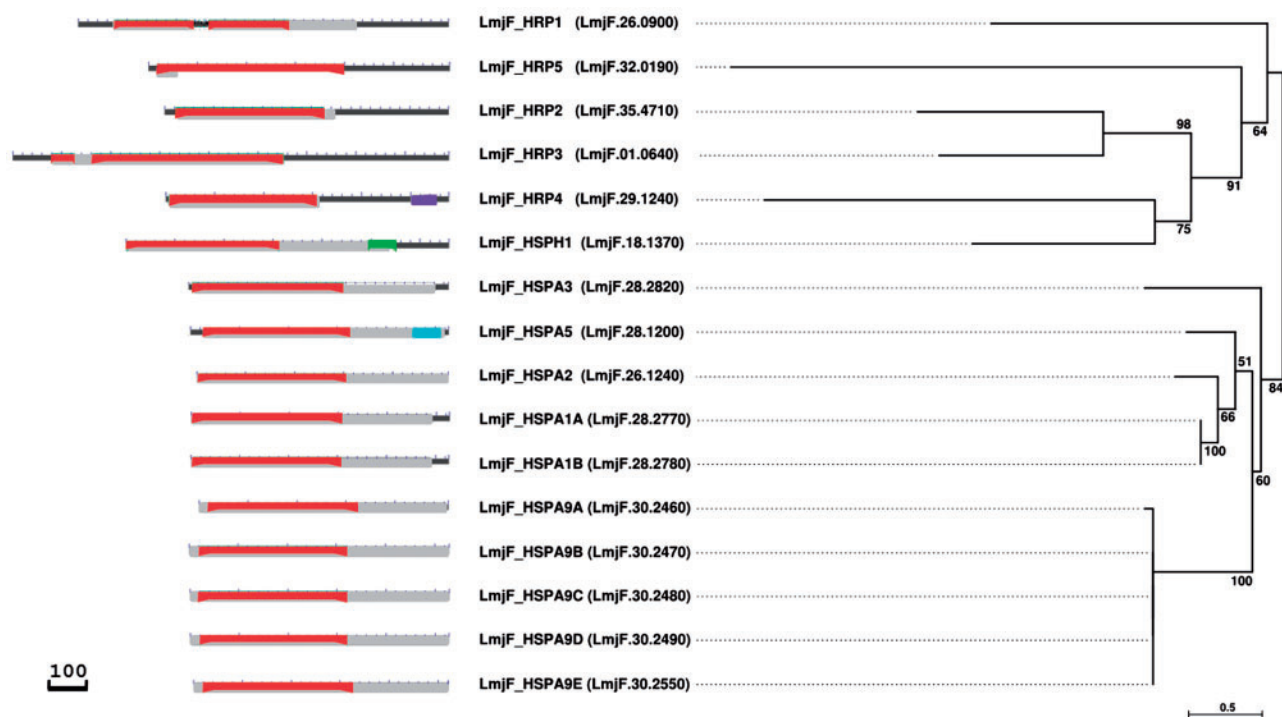 LmjF_HRP1 (LmjF.26.0900)
LmjF_HRP5 (LmjF.32.0190)
64
LmjF_HRP2 (LmjF.35.4710)
98
LmjF_HRP3 (LmjF.01.0640)
91
LmjF_HRP4 (LmjF.29.1240)
75
LmjF_HSPH1 (LmjF.18.1370)
LmjF_HSPA3 (LmjF.28.2820)
LmjF_HSPA5 (LmjF.28.1200)
51
LmjF_HSPA2 (LmjF.26.1240)
84
66
LmjF_HSPA1A (LmjF.28.2770)
100
LmjF_HSPA1B (LmjF.28.2780)
60
LmjF_HSPA9A (LmjF.30.2460)
LmjF_HSPA9B (LmjF.30.2470)
100
LmjF_HSPA9C (LmjF.30.2480)
LmjF_HSPA9D (LmjF.30.2490)
100
LmjF_HSPA9E (LmjF.30.2550)
0.5